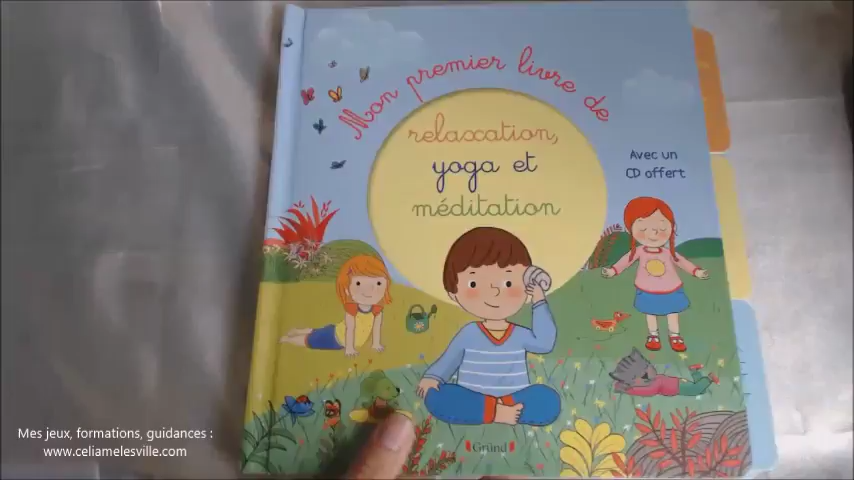 Mon premier livre de
relaxation,
yoga et
méditation
Avec un
CD offert
Gründ
Mes jeux, formations, guidances :
www.celiamelesville.com